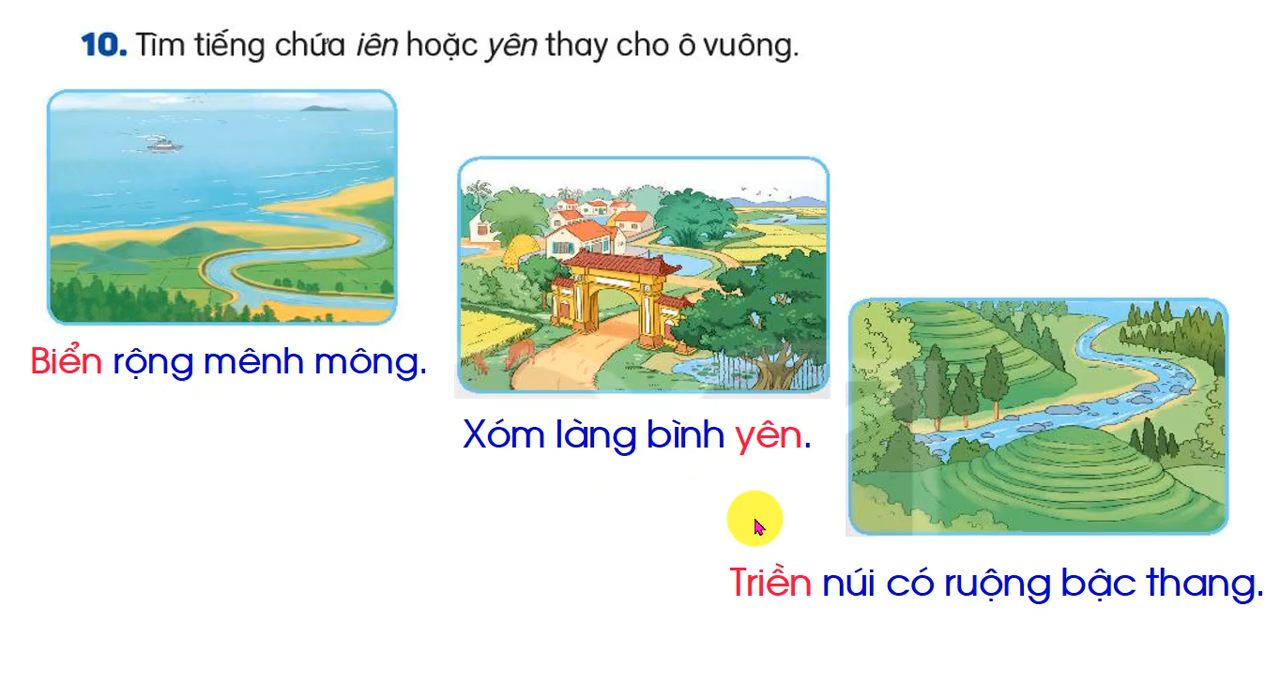 10. Tìm tiếng chứa iên hoặc yên thay cho ô vuông.
Biển rộng mênh mông.
Xóm làng bình yên.
Triền núi có ruộng bậc thang.